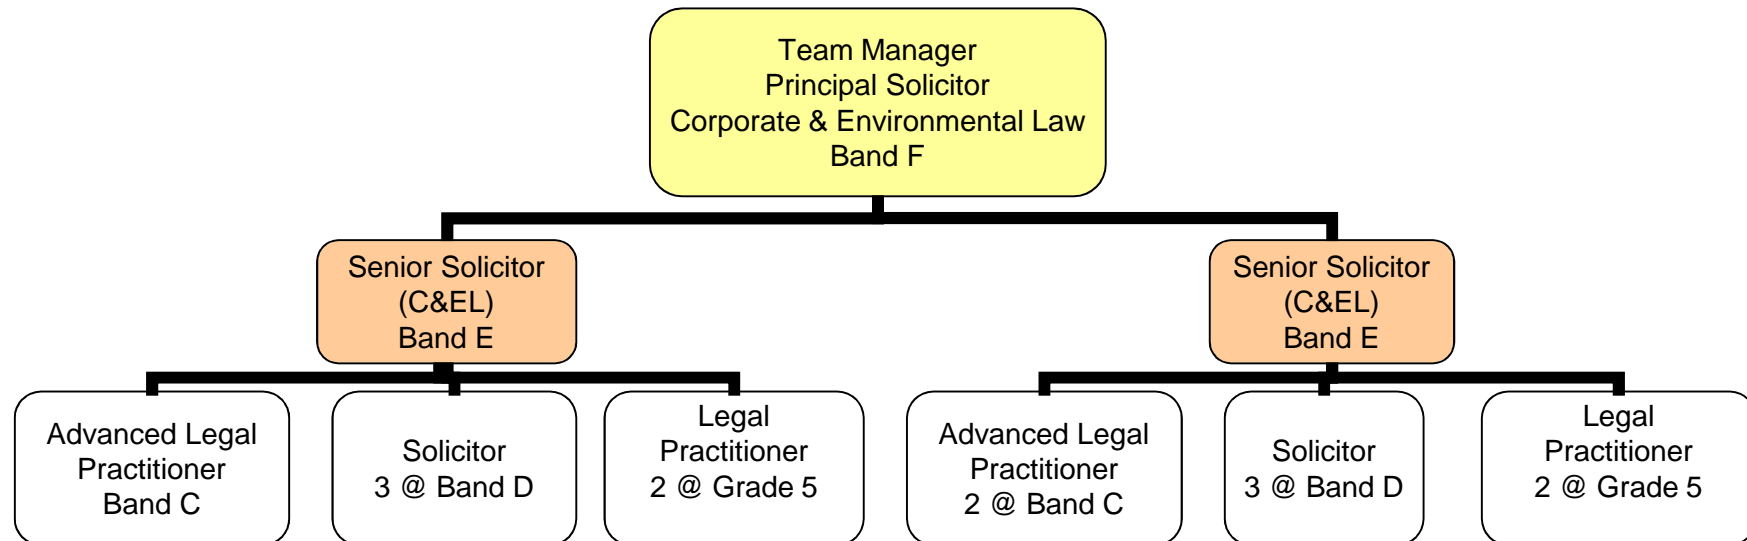 Team Manager
Principal Solicitor
Corporate & Environmental Law
Band F
Senior Solicitor
(C&EL)
Band E
Senior Solicitor
(C&EL)
Band E
Advanced Legal
Practitioner
Band C
Solicitor
3 @ Band D
Legal
Practitioner
2 @ Grade 5
Advanced Legal
Practitioner
2 @ Band C
Solicitor
3 @ Band D
Legal
Practitioner
2 @ Grade 5